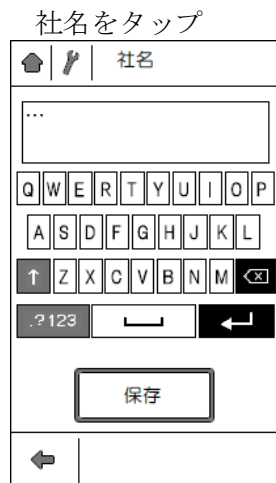 社名をタップ
社名
...
QWERTYUIOP
ASDFGHJKL
↑ZXCVBNM
.?123
保存